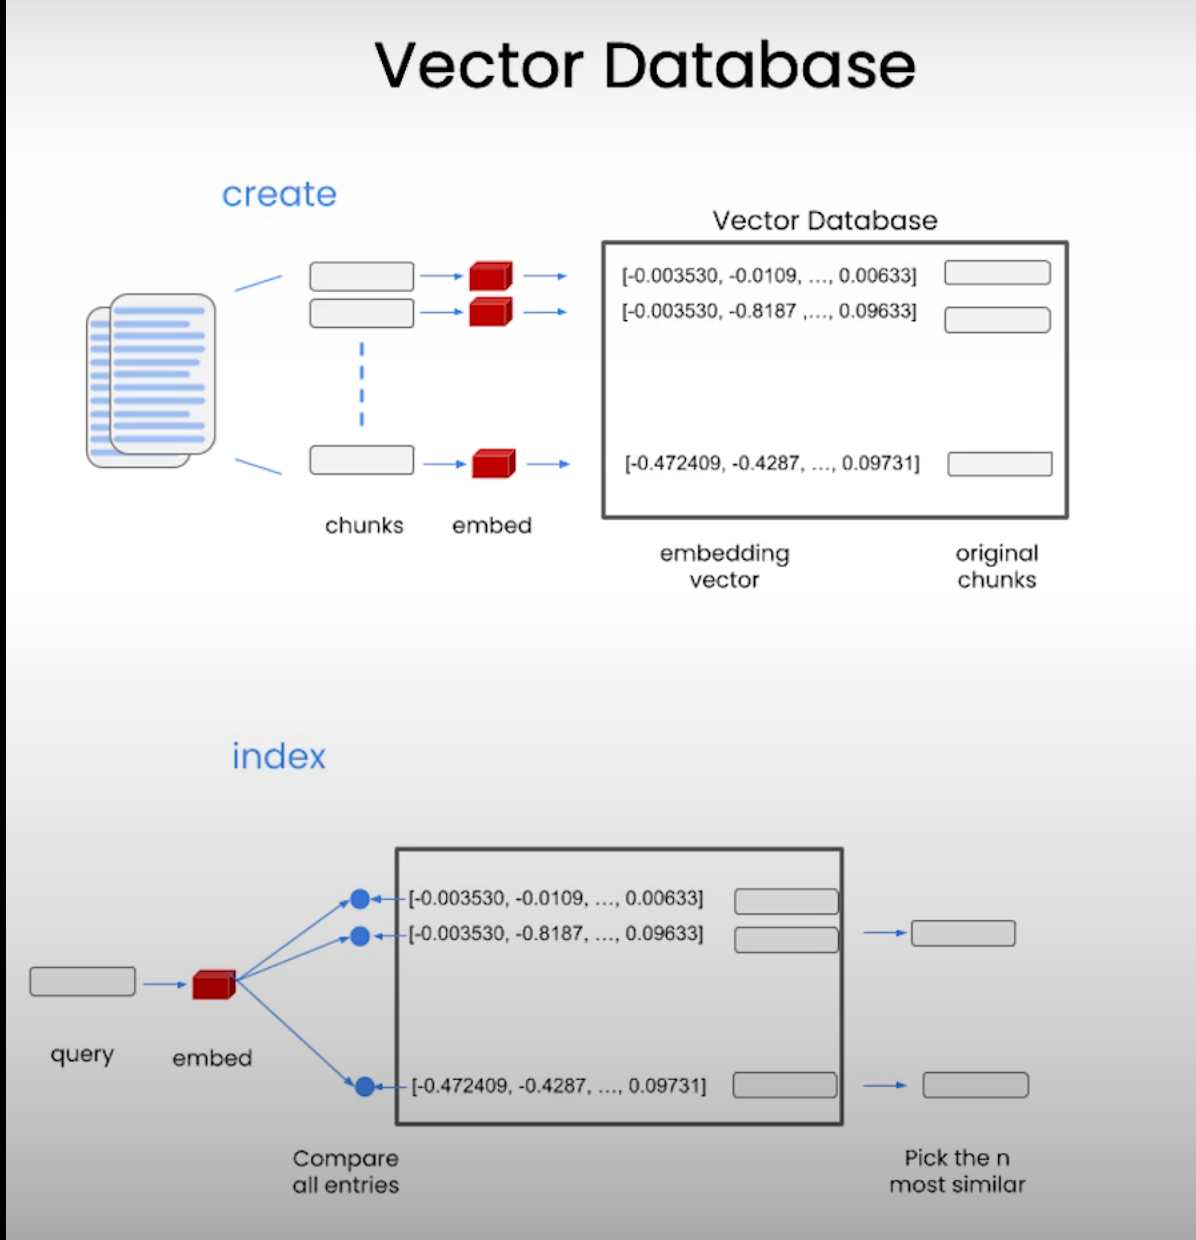 Vector Database
create
Vector Database
[-0.003530, -0.0109, ..., 0.00633]
[-0.003530, -0.8187 ,..., 0.09633]
[-0.472409, -0.4287, ..., 0.09731]
chunks
embed
embedding
vector
original
chunks
index
[-0.003530, -0.0109, ..., 0.00633]
[-0.003530, -0.8187, ..., 0.09633]
[-0.472409, -0.4287, ..., 0.09731]
query
embed
Compare
all entries
Pick the n
most similar